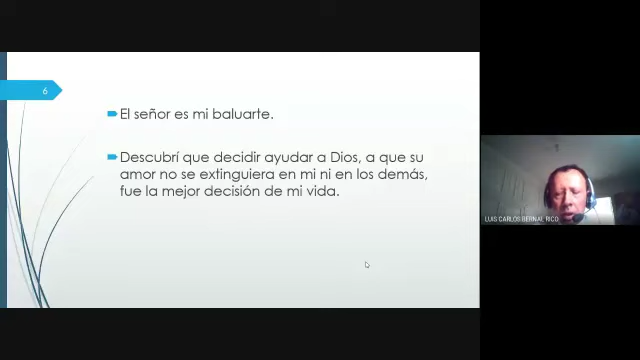 6
El señor es mi baluarte.
Descubrí que decidir ayudar a Dios, a que su
amor no se extinguiera en mi ni en los demás,
fue la mejor decisión de mi vida.
LUIS CARLOS BERNAL RICO